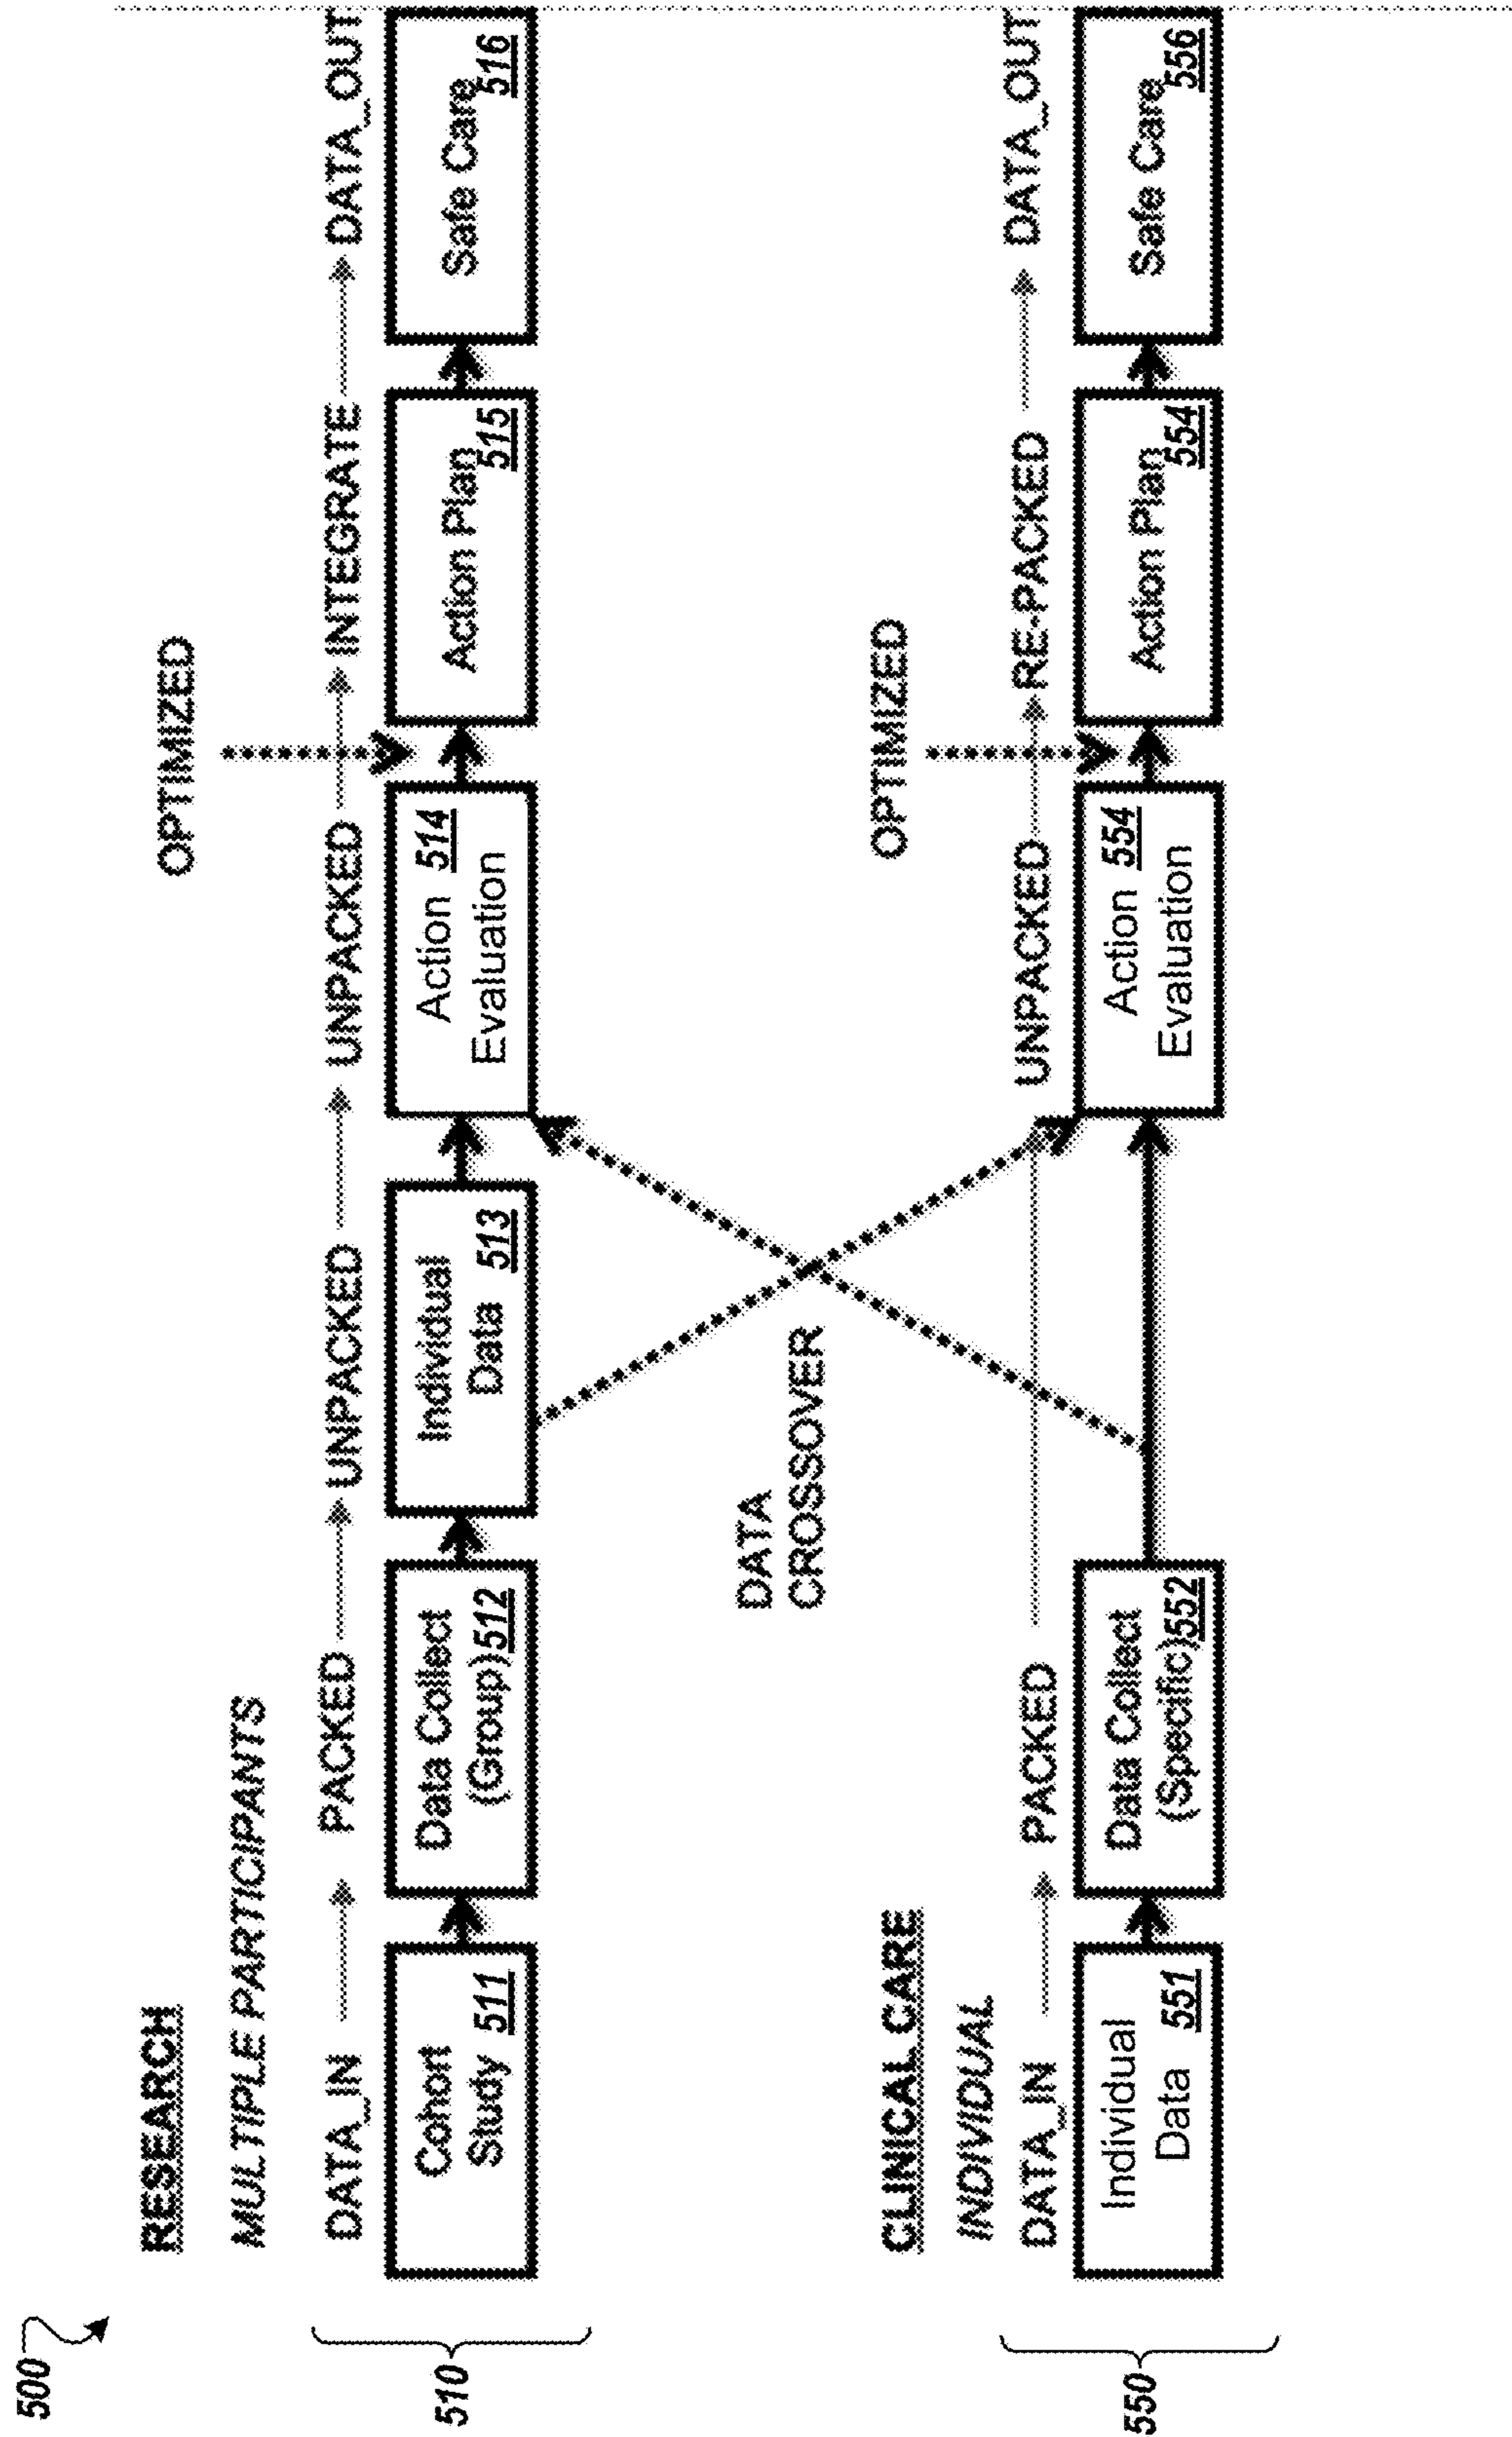 500
RESEARCH
MULTIPLE PARTICIPANTS
OPTIMIZED
DATA_IN PACKED UNPACKED UNPACKED INTEGRATE DATA_OUT
510
Cohort
Study 511
Data Collect
(Group)512
Individual
Data 513
Action 514
Evaluation
Action Plan
515
Safe Care
516
DATA
CROSSOVER
CLINICAL CARE
OPTIMIZED
INDIVIDUAL
DATA_IN PACKED UNPACKED RE-PACKED DATA_OUT
550
Individual
Data 551
Data Collect
(Specific)552
Action 554
Evaluation
Action Plan
554
Safe Care
556